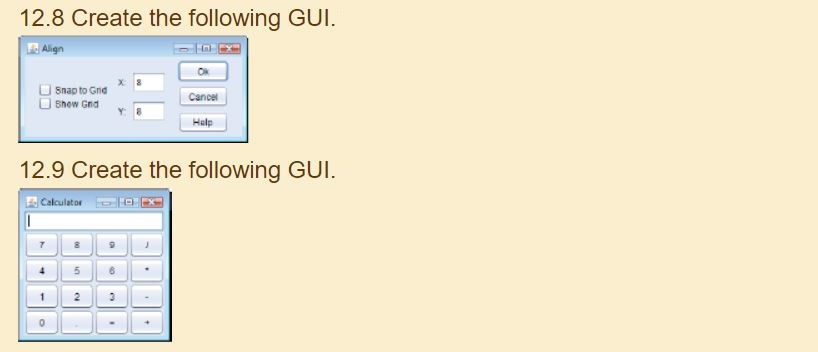 12.8 Create the following GUI.
Align
Ok
X: 8
Snap to Grid
Cancel
Show Grid
Y: 8
Help
12.9 Create the following GUI.
Calculator
7 8 9 /
4 5 6 *
1 2 3 -
0 . = +